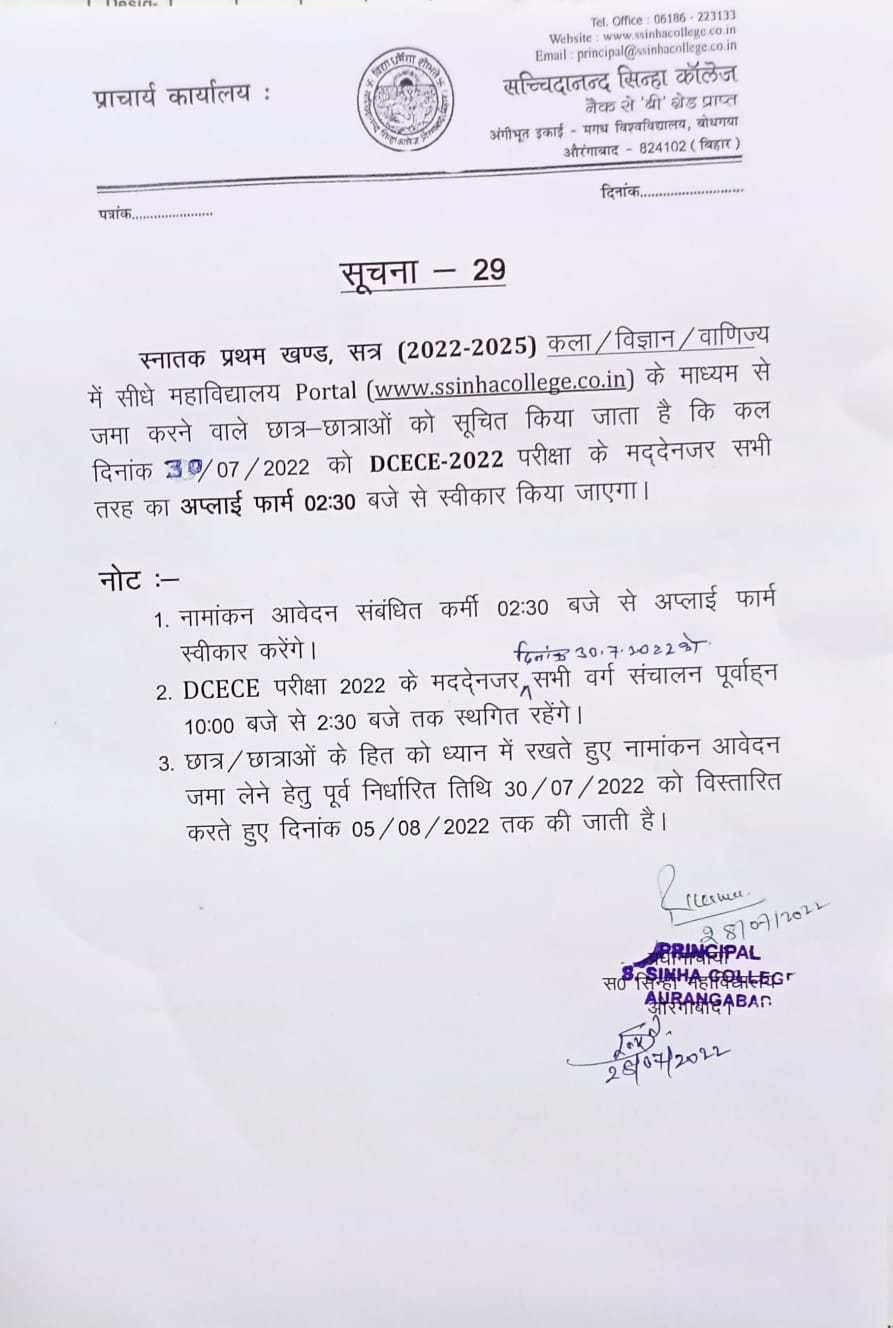 Tel. Office : 06186 - 223133
Website : www.ssinhacollege.co.in
Email : principal@ssinhacollege.co.in
प्राचार्य कार्यालय :
सच्चिदानन्द सिन्हा कॉलेज
नैक से 'बी' ग्रेड प्राप्त
अंगीभूत इकाई - मगध विश्वविद्यालय, बोधगया
औरंगाबाद - 824102 ( बिहार )
पत्रांक......................
दिनांक...........................
सूचना – 29
स्नातक प्रथम खण्ड, सत्र (2022-2025) कला/विज्ञान/वाणिज्य
में सीधे महाविद्यालय Portal (www.ssinhacollege.co.in) के माध्यम से
जमा करने वाले छात्र–छात्राओं को सूचित किया जाता है कि कल
दिनांक 30/07/2022 को DCECE-2022 परीक्षा के मद्देनजर सभी
तरह का अप्लाई फार्म 02:30 बजे से स्वीकार किया जाएगा।
नोट :–
1. नामांकन आवेदन संबंधित कर्मी 02:30 बजे से अप्लाई फार्म
स्वीकार करेंगे।
दिनांक 30.7.2022 को
2. DCECE परीक्षा 2022 के मददेनजर सभी वर्ग संचालन पूर्वाह्न
10:00 बजे से 2:30 बजे तक स्थगित रहेंगे।
3. छात्र/छात्राओं के हित को ध्यान में रखते हुए नामांकन आवेदन
जमा लेने हेतु पूर्व निर्धारित तिथि 30/07/2022 को विस्तारित
करते हुए दिनांक 05/08/2022 तक की जाती है।
28/07/2022
PRINCIPAL
प्रधानाचार्य
S. SINHA COLLEGE
स० सिन्हा महाविद्यालय
AURANGABAD
औरंगाबाद।
28/07/2022